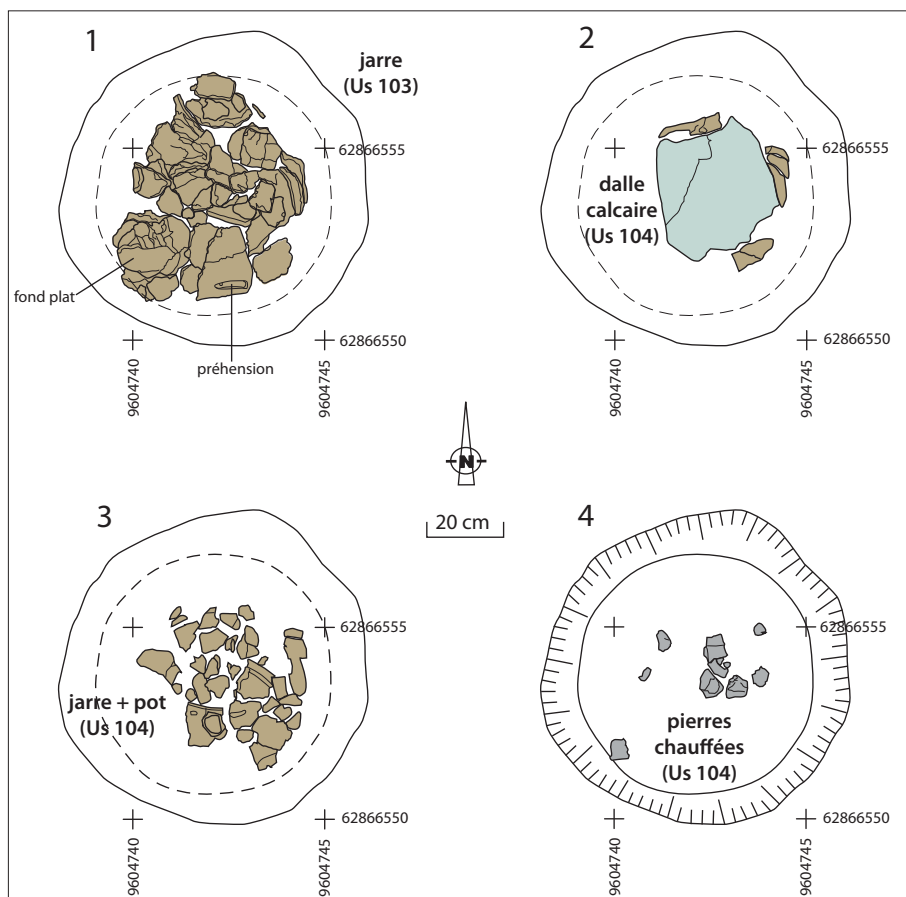 1
jarre
(Us 103)
62866555
fond plat
préhension
62866550
9604740
9604745
2
dalle
calcaire
(Us 104)
62866555
62866550
9604740
9604745
N
20 cm
3
62866555
jarre + pot
(Us 104)
62866550
9604740
9604745
4
62866555
pierres
chauffées
(Us 104)
62866550
9604740
9604745